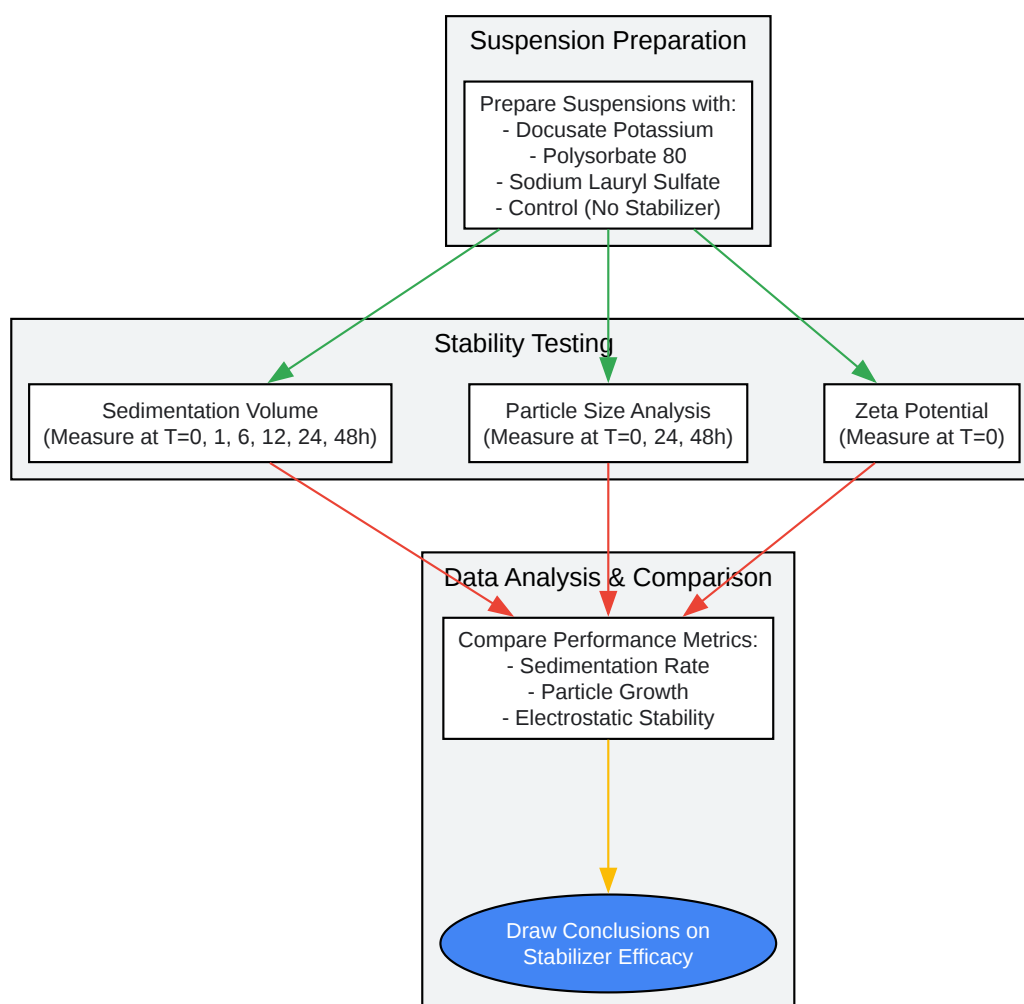 Suspension Preparation
Prepare Suspensions with:
- Docusate Potassium
- Polysorbate 80
- Sodium Lauryl Sulfate
- Control (No Stabilizer)
Stability Testing
Sedimentation Volume
(Measure at T=0, 1, 6, 12, 24, 48h)
Particle Size Analysis
(Measure at T=0, 24, 48h)
Zeta Potential
(Measure at T=0)
Data Analysis & Comparison
Compare Performance Metrics:
- Sedimentation Rate
- Particle Growth
- Electrostatic Stability
Draw Conclusions on
Stabilizer Efficacy